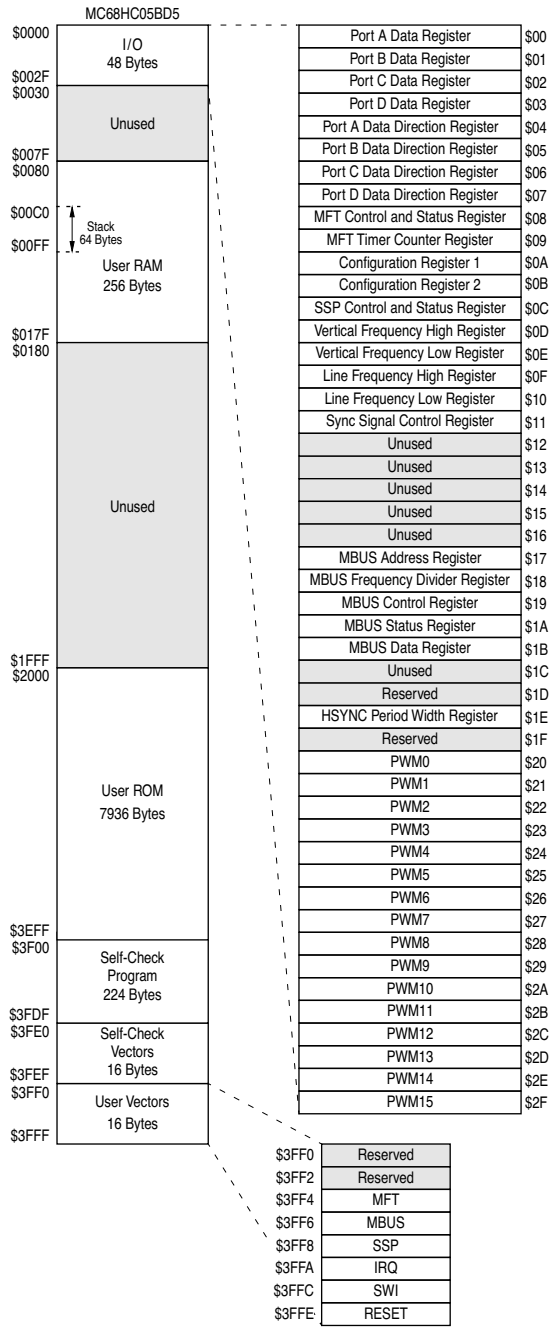 MC68HC05BD5
$0000
I/O
48 Bytes
$002F
$0030
Unused
$007F
$0080
$00C0
Stack
64 Bytes
$00FF
User RAM
256 Bytes
$017F
$0180
Unused
$1FFF
$2000
User ROM
7936 Bytes
$3EFF
$3F00
Self-Check
Program
224 Bytes
$3FDF
$3FE0
Self-Check
Vectors
16 Bytes
$3FEF
$3FF0
User Vectors
16 Bytes
$3FFF
Port A Data Register $00
Port B Data Register $01
Port C Data Register $02
Port D Data Register $03
Port A Data Direction Register $04
Port B Data Direction Register $05
Port C Data Direction Register $06
Port D Data Direction Register $07
MFT Control and Status Register $08
MFT Timer Counter Register $09
Configuration Register 1 $0A
Configuration Register 2 $0B
SSP Control and Status Register $0C
Vertical Frequency High Register $0D
Vertical Frequency Low Register $0E
Line Frequency High Register $0F
Line Frequency Low Register $10
Sync Signal Control Register $11
Unused $12
Unused $13
Unused $14
Unused $15
Unused $16
MBUS Address Register $17
MBUS Frequency Divider Register $18
MBUS Control Register $19
MBUS Status Register $1A
MBUS Data Register $1B
Unused $1C
Reserved $1D
HSYNC Period Width Register $1E
Reserved $1F
PWM0 $20
PWM1 $21
PWM2 $22
PWM3 $23
PWM4 $24
PWM5 $25
PWM6 $26
PWM7 $27
PWM8 $28
PWM9 $29
PWM10 $2A
PWM11 $2B
PWM12 $2C
PWM13 $2D
PWM14 $2E
PWM15 $2F
$3FF0 Reserved
$3FF2 Reserved
$3FF4 MFT
$3FF6 MBUS
$3FF8 SSP
$3FFA IRQ
$3FFC SWI
$3FFE RESET